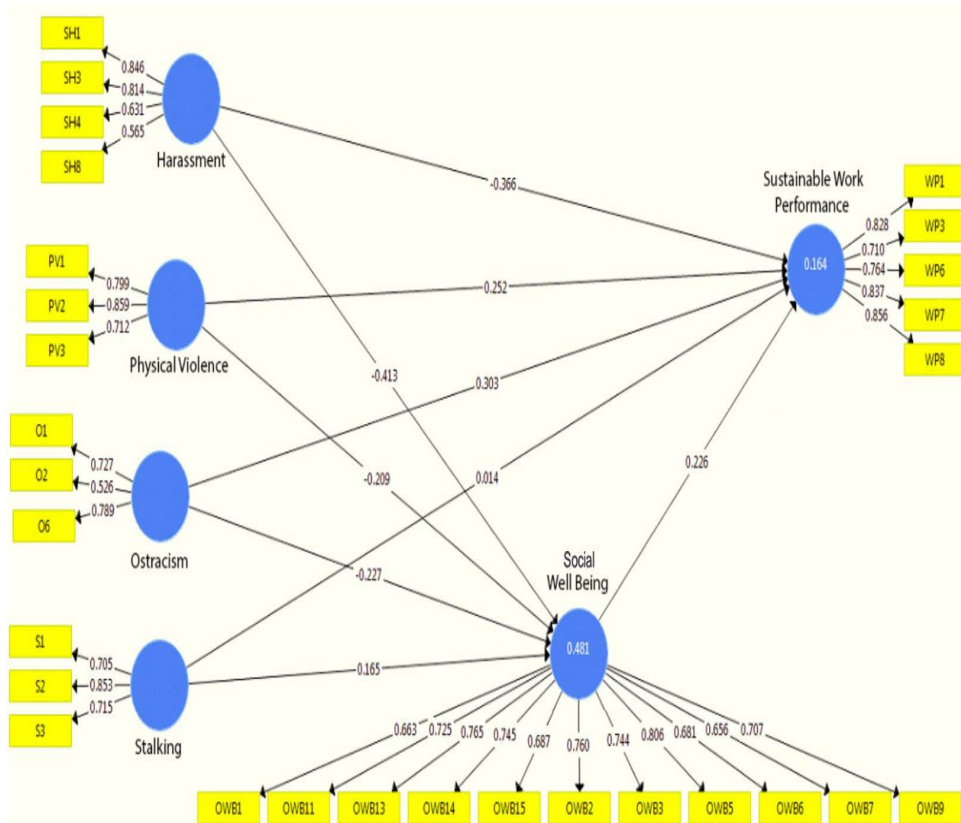 SH1
SH3
SH4
SH8
0.846
0.814
0.631
0.565
Harassment
PV1
PV2
PV3
0.799
0.859
0.712
Physical Violence
O1
O2
O6
0.727
0.526
0.789
Ostracism
S1
S2
S3
0.705
0.853
0.715
Stalking
-0.366
0.252
-0.413
0.303
-0.209
0.014
-0.227
0.165
0.226
Sustainable Work
Performance
0.164
0.828
0.710
0.764
0.837
0.856
WP1
WP3
WP6
WP7
WP8
Social
Well Being
0.481
0.663
0.725
0.765
0.745
0.687
0.760
0.744
0.806
0.681
0.656
0.707
OWB1
OWB11
OWB13
OWB14
OWB15
OWB2
OWB3
OWB5
OWB6
OWB7
OWB9